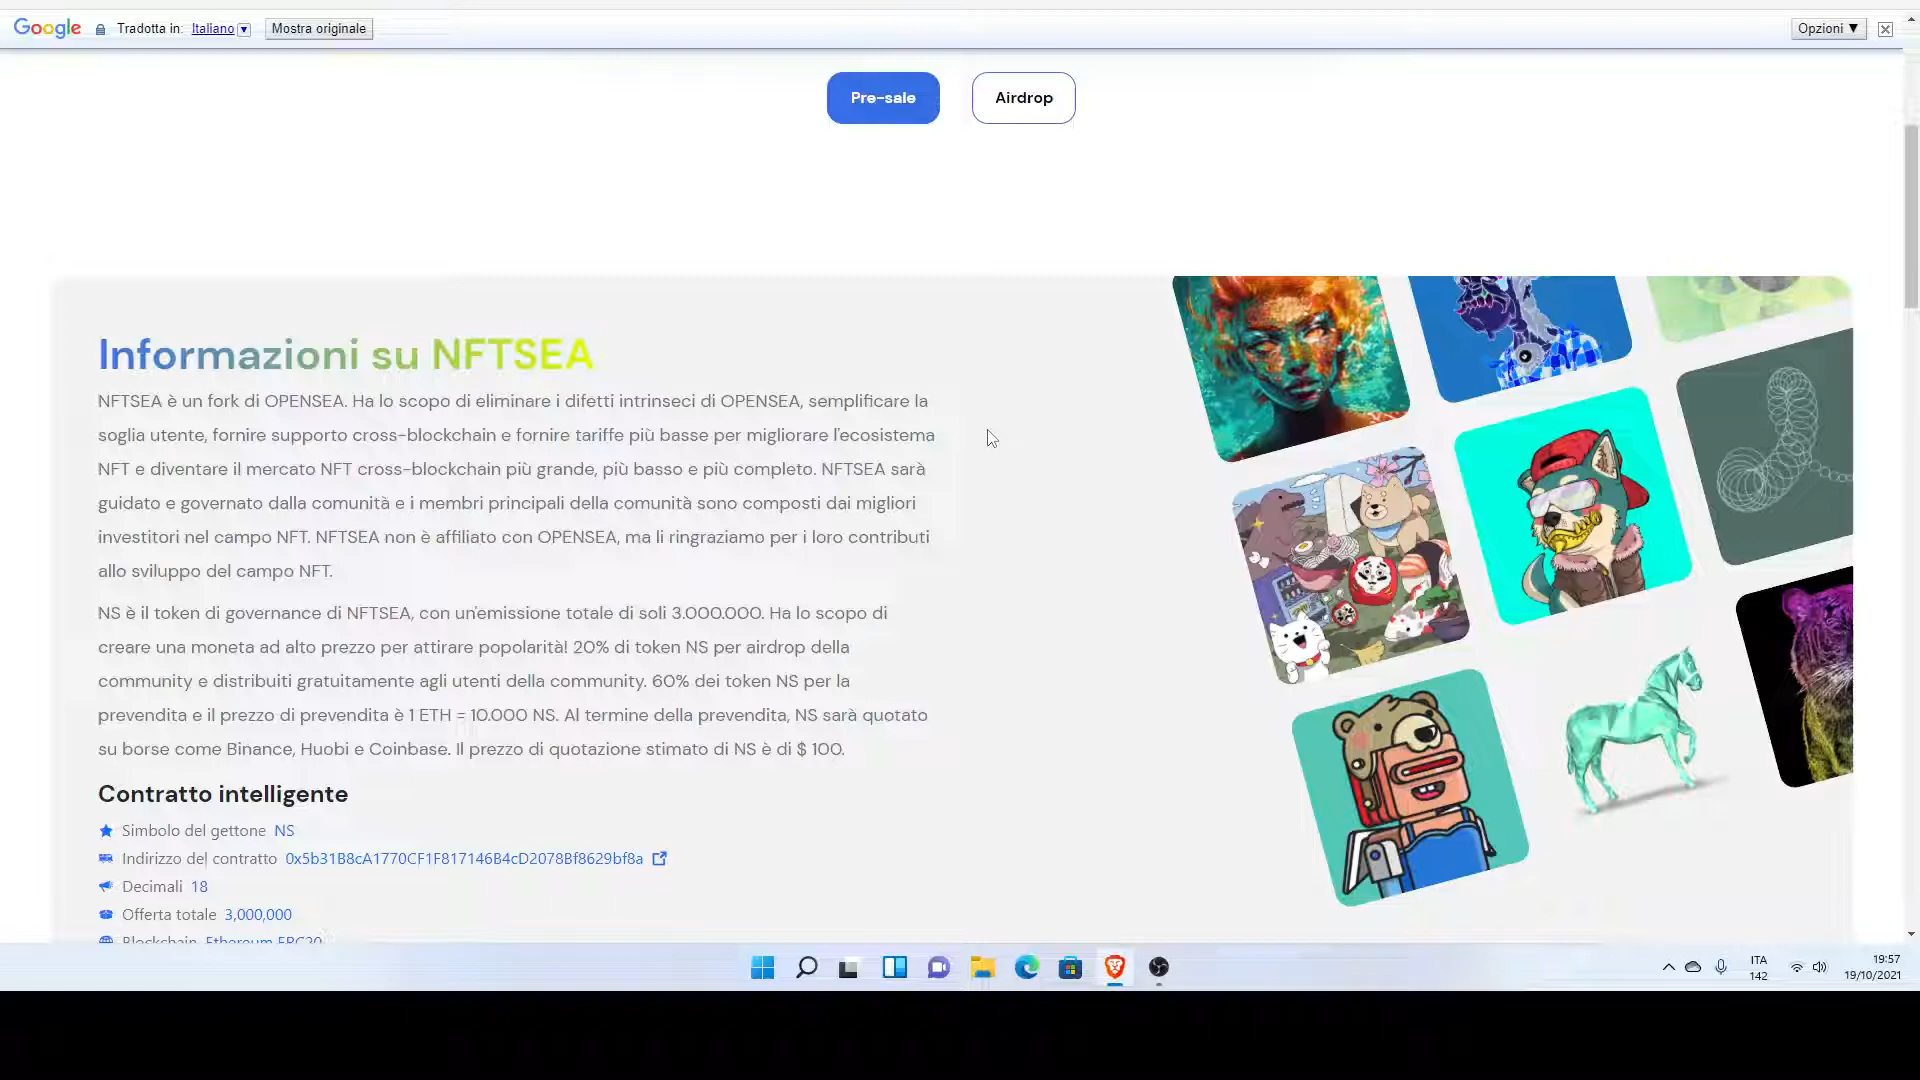 Google Tradotta in: Italiano ▼ Mostra originale Opzioni ▼
Pre-sale Airdrop
Informazioni su NFTSEA
NFTSEA è un fork di OPENSEA. Ha lo scopo di eliminare i difetti intrinseci di OPENSEA, semplificare la
soglia utente, fornire supporto cross-blockchain e fornire tariffe più basse per migliorare l'ecosistema
NFT e diventare il mercato NFT cross-blockchain più grande, più basso e più completo. NFTSEA sarà
guidato e governato dalla comunità e i membri principali della comunità sono composti dai migliori
investitori nel campo NFT. NFTSEA non è affiliato con OPENSEA, ma li ringraziamo per i loro contributi
allo sviluppo del campo NFT.
NS è il token di governance di NFTSEA, con un'emissione totale di soli 3.000.000. Ha lo scopo di
creare una moneta ad alto prezzo per attirare popolarità! 20% di token NS per airdrop della
community e distribuiti gratuitamente agli utenti della community. 60% dei token NS per la
prevendita e il prezzo di prevendita è 1 ETH = 10.000 NS. Al termine della prevendita, NS sarà quotato
su borse come Binance, Huobi e Coinbase. Il prezzo di quotazione stimato di NS è di $ 100.
Contratto intelligente
Simbolo del gettone NS
Indirizzo del contratto 0x5b31B8cA1770CF1F817146B4cD2078Bf8629bf8a
Decimali 18
Offerta totale 3,000,000
Blockchain Ethereum ERC20
ITA
142
19:57
19/10/2021